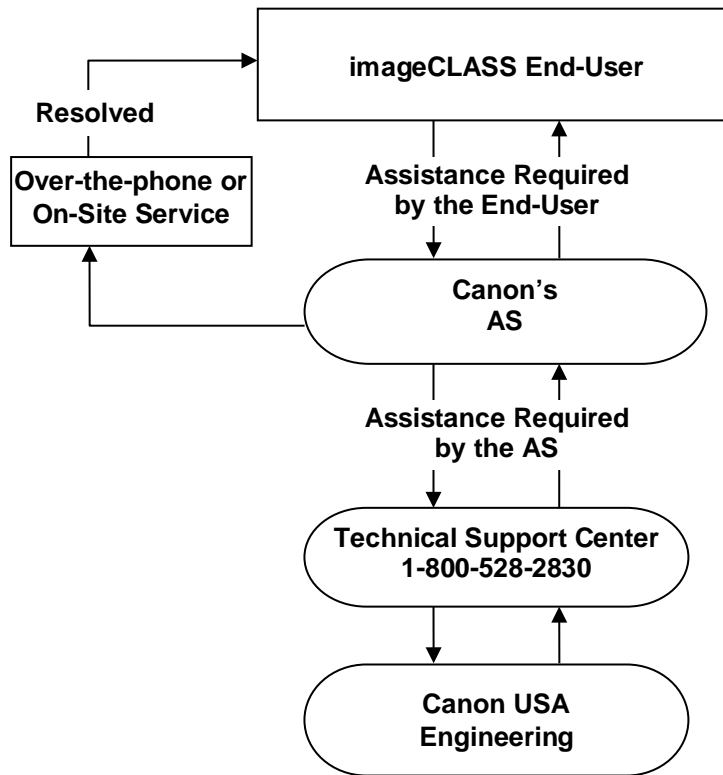 imageCLASS End-User
Resolved
Over-the-phone or
On-Site Service
Assistance Required
by the End-User
Canon’s
AS
Assistance Required
by the AS
Technical Support Center
1-800-528-2830
Canon USA
Engineering